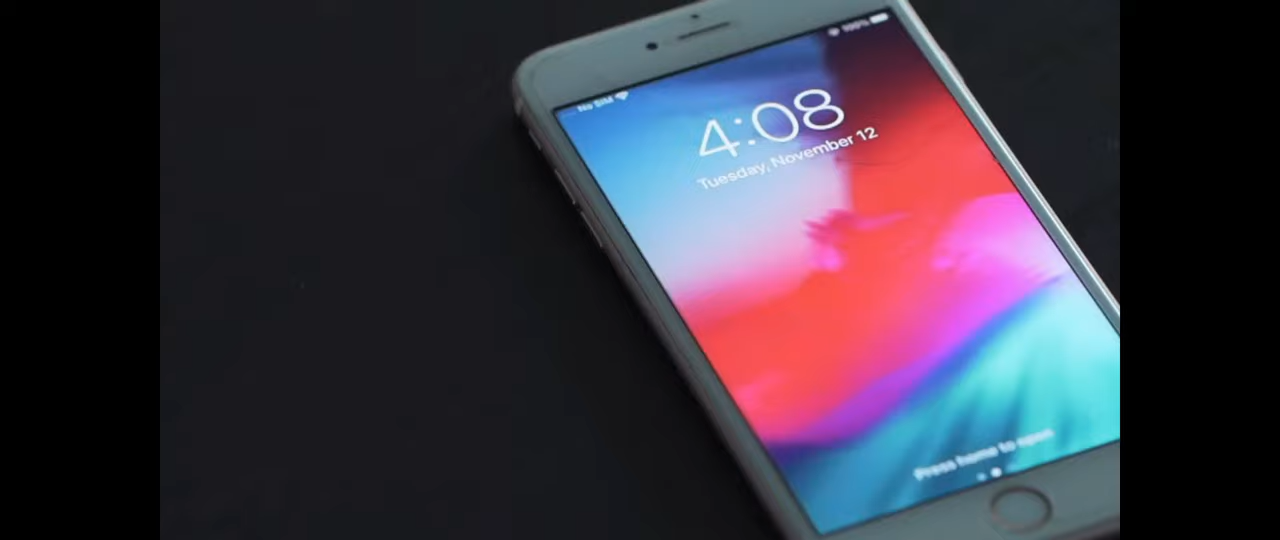 No SIM
100%
4:08
Tuesday, November 12
Press home to open